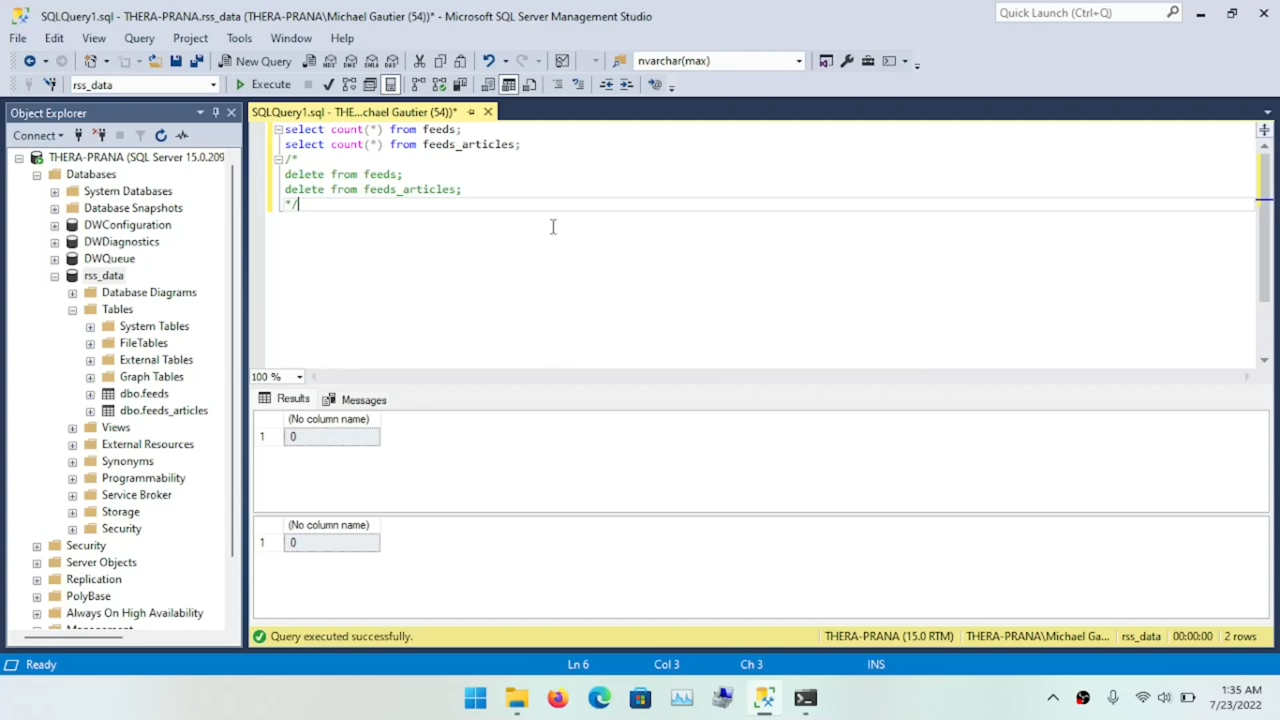 SQLQuery1.sql - THERA-PRANA.rss_data (THERA-PRANA\Michael Gautier (54))* - Microsoft SQL Server Management Studio
Quick Launch (Ctrl+Q)
File Edit View Query Project Tools Window Help
New Query
nvarchar(max)
rss_data
Execute
Object Explorer
SQLQuery1.sql - THE...chael Gautier (54))*
Connect
THERA-PRANA (SQL Server 15.0.209
Databases
System Databases
Database Snapshots
DWConfiguration
DWDiagnostics
DWQueue
rss_data
Database Diagrams
Tables
System Tables
FileTables
External Tables
Graph Tables
dbo.feeds
dbo.feeds_articles
Views
External Resources
Synonyms
Programmability
Service Broker
Storage
Security
Security
Server Objects
Replication
PolyBase
Always On High Availability
Management
select count(*) from feeds;
select count(*) from feeds_articles;
/*
delete from feeds;
delete from feeds_articles;
*/
100 %
Results Messages
(No column name)
1 0
(No column name)
1 0
Query executed successfully.
THERA-PRANA (15.0 RTM) THERA-PRANA\Michael Ga... rss_data 00:00:00 2 rows
Ready Ln 6 Col 3 Ch 3 INS
1:35 AM
7/23/2022